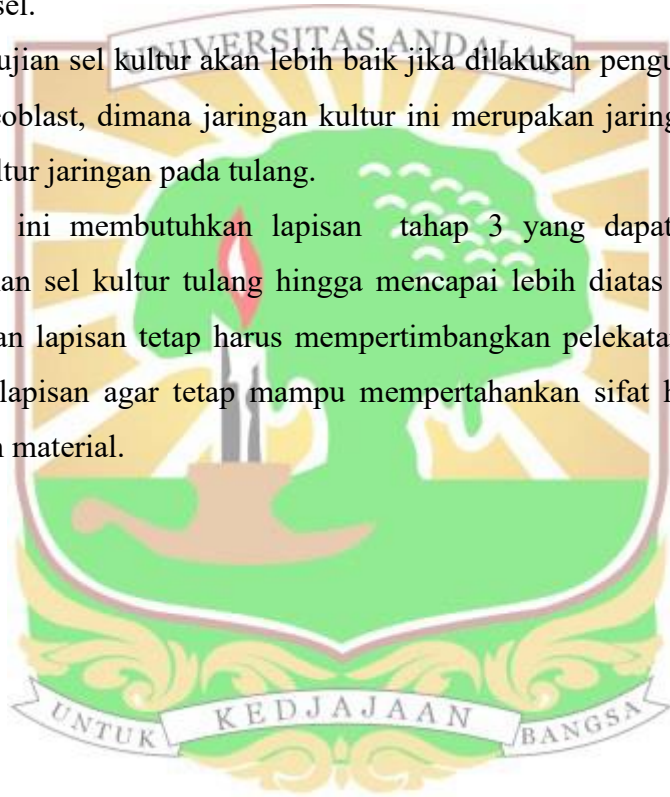 sel.
UNIVERSITAS ANDALAS
ujian sel kultur akan lebih baik jika dilakukan pengu
eoblast, dimana jaringan kultur ini merupakan jaring
ltur jaringan pada tulang.
ini membutuhkan lapisan tahap 3 yang dapat
an sel kultur tulang hingga mencapai lebih diatas
an lapisan tetap harus mempertimbangkan pelekata
lapisan agar tetap mampu mempertahankan sifat h
n material.
UNTUK KEDJAJAAN BANGSA